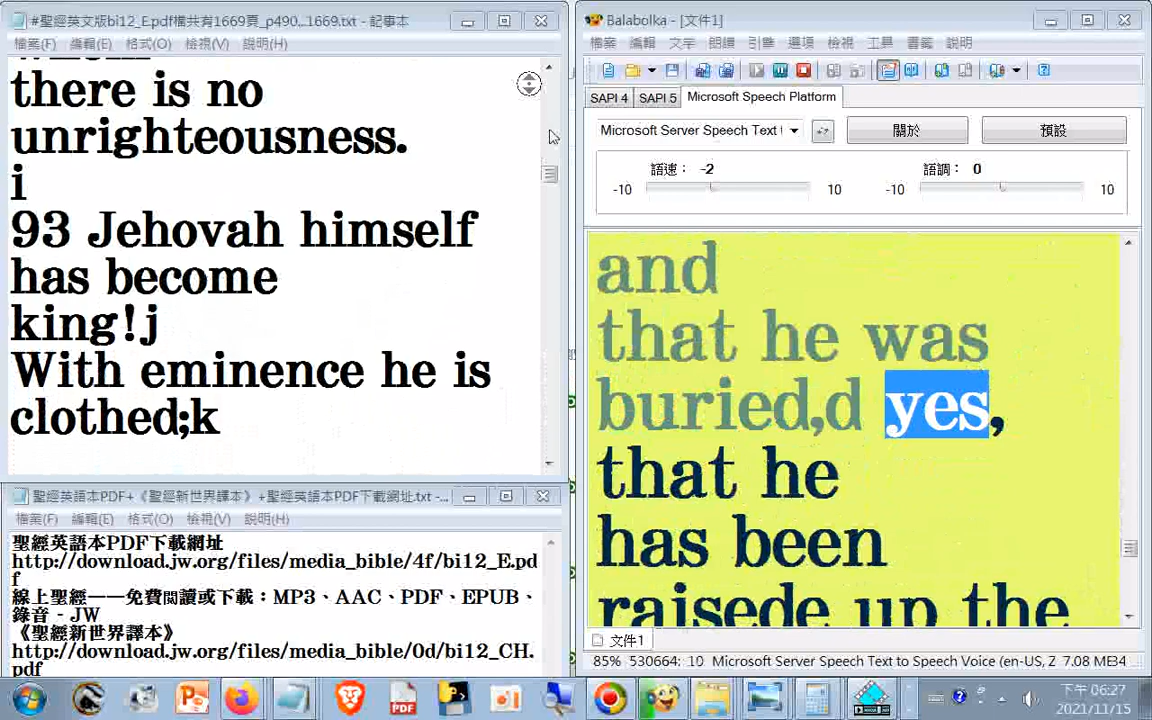 #聖經英文版bi12_E.pdf檔共有1669頁_p490,..1669.txt - 記事本
檔案(F) 編輯(E) 格式(O) 檢視(V) 說明(H)
there is no
unrighteousness.
i
93 Jehovah himself
has become
king!j
With eminence he is
clothed;k
聖經英語本PDF+《聖經新世界譯本》+聖經英語本PDF下載網址.txt -...
檔案(F) 編輯(E) 格式(O) 檢視(V) 說明(H)
聖經英語本PDF下載網址
http://download.jw.org/files/media_bible/4f/bi12_E.pd
f
線上聖經——免費閱讀或下載：MP3、AAC、PDF、EPUB、
錄音 - JW
《聖經新世界譯本》
http://download.jw.org/files/media_bible/0d/bi12_CH.
pdf
Balabolka - [文件1]
檔案 編輯 文字 朗讀 引擎 選項 檢視 工具 書籤 說明
SAPI 4 SAPI 5 Microsoft Speech Platform
Microsoft Server Speech Text 關於 預設
語速： -2 語調： 0
-10 10 -10 10
and
that he was
buried,d yes,
that he
has been
raisede up the
文件1
85% 530664: 10 Microsoft Server Speech Text to Speech Voice (en-US, Z 7.08 ME34
PDF
下午 06:27
2021/11/15